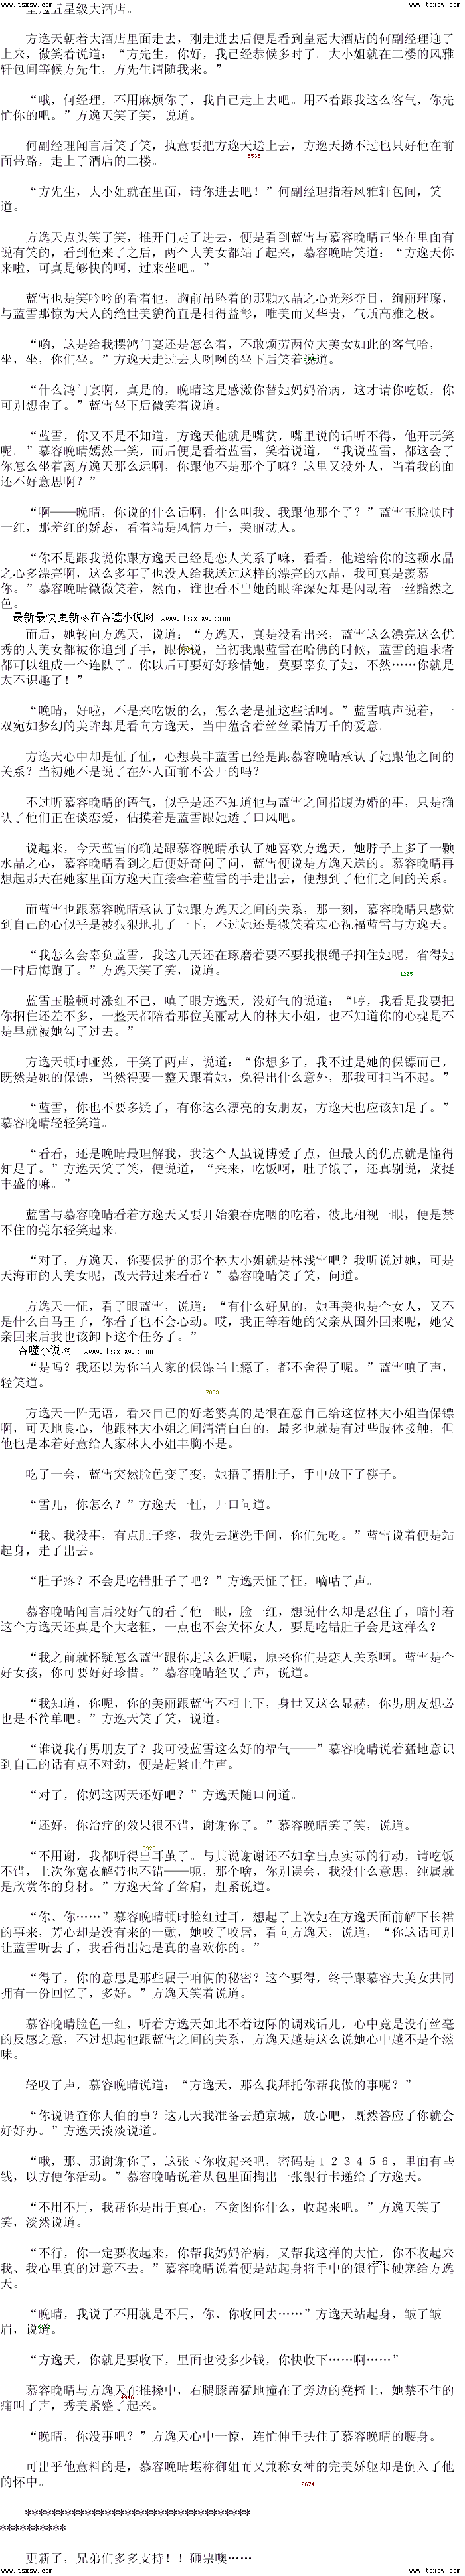 www.tsxsw.com www.tsxsw.com
皇冠五星级大酒店。
方逸天朝着大酒店里面走去，刚走进去后便是看到皇冠大酒店的何副经理迎了
上来，微笑着说道：“方先生，你好，我已经恭候多时了。大小姐就在二楼的风雅
轩包间等候方先生，方先生请随我来。”
“哦，何经理，不用麻烦你了，我自己走上去吧。用不着跟我这么客气，你先
忙你的吧。”方逸天笑了笑，说道。
何副经理闻言后笑了笑，执意要把方逸天送上去，方逸天拗不过也只好他在前
面带路，走上了酒店的二楼。
8538
“方先生，大小姐就在里面，请你进去吧！”何副经理指着风雅轩包间，笑
道。
方逸天点头笑了笑，推开门走了进去，便是看到蓝雪与慕容晚晴正坐在里面有
说有笑的，看到他来了之后，两个大美女都站了起来，慕容晚晴笑道：“方逸天你
来啦，可真是够快的啊，过来坐吧。”
蓝雪也是笑吟吟的看着他，胸前吊坠着的那颗水晶之心光彩夺目，绚丽璀璨，
与蓝雪那惊为天人的绝世美貌简直是相得益彰，唯美而又华贵，气质高雅之极。
“哟，这是给我摆鸿门宴还是怎么着，不敢烦劳两位大美女如此的客气哈，
坐，坐，你们坐。”方逸天走过去大咧咧的坐下后笑着说道。
“什么鸿门宴啊，真是的，晚晴这是感激你替她妈妈治病，这才请你吃饭，你
可别想歪了。”蓝雪坐下后微笑着说道。
“蓝雪，你又不是不知道，方逸天他就是嘴贫，嘴里说的话听不得，他开玩笑
呢。”慕容晚晴嫣然一笑，而后便是看着蓝雪，笑着说道，“我说蓝雪，都这会了
你怎么坐着离方逸天那么远啊，你跟他不是那个了嘛？这里又没外人，当着我的面
还不好意思啊？”
“啊——晚晴，你说的什么话啊，什么叫我、我跟他那个了？”蓝雪玉脸顿时
一红，那羞红的娇态，看着端是风情万千，美丽动人。
“你不是跟我说你跟方逸天已经是恋人关系了嘛，看看，他送给你的这颗水晶
之心多漂亮啊，这么多年了也没人给我送过这样的漂亮的水晶，我可真是羡慕
你。”慕容晚晴微微笑着，然而，谁也看不出她的眼眸深处却是闪动着一丝黯然之
色。
最新最快更新尽在吞噬小说网 www.tsxsw.com
而后，她转向方逸天，说道：“方逸天，真是没看出来，蓝雪这么漂亮这么优
秀的大美女都被你追到了手，跟你说，当初我跟蓝雪在哈佛的时候，蓝雪的追求者
都可以组成一个连队了。你以后可要好好珍惜她，莫要辜负了她，不然……你就是
太不识趣了！”
“晚晴，好啦，不是来吃饭的么，怎么老是扯这些话啊。”蓝雪嗔声说着，一
双宛如梦幻的美眸却是看向方逸天，当中蕴含着丝丝柔情万千的爱意。
方逸天心中却是怔了怔，心想莫非蓝雪已经是跟慕容晚晴承认了她跟他之间的
关系？当初她不是说了在外人面前不公开的吗？
不过听慕容晚晴的语气，似乎是还不知道他与蓝雪之间指腹为婚的事，只是确
认了他们正在谈恋爱，估摸着是蓝雪跟她透了口风吧。
说起来，今天蓝雪的确是跟慕容晚晴承认了她喜欢方逸天，她脖子上多了一颗
水晶之心，慕容晚晴看到之后便好奇问了问，蓝雪便说是方逸天送的。慕容晚晴再
想起那天在她家里面方逸天直接牵着蓝雪的手走出去，便想到了他们之间的关系。
而蓝雪也跟慕容晚晴承认了她跟方逸天之间的关系，那一刻，慕容晚晴只感觉
到自己的心似乎是被狠狠地扎了一下，不过她还是微笑着衷心祝福蓝雪与方逸天。
“我怎么会辜负蓝雪，我这几天还在琢磨着要不要找根绳子捆住她呢，省得她
一时后悔跑了。”方逸天笑了笑，说道。
1265
蓝雪玉脸顿时涨红不已，嗔了眼方逸天，没好气的说道：“哼，我看是我要把
你捆住还差不多，一整天都陪着那位美丽动人的林大小姐，也不知道你的心魂是不
是早就被她勾了过去。”
方逸天顿时哑然，干笑了两声，说道：“你想多了，我不过是她的保镖而已，
既然是她的保镖，当然得要一整天跟着她，免得出什么意外，那我可担当不起。”
“蓝雪，你也不要多疑了，有你这么漂亮的女朋友，方逸天也应该知足了。”
慕容晚晴轻轻笑道。
“看看，还是晚晴最理解我，我这个人虽说博爱了点，但最大的优点就是懂得
知足了。”方逸天笑了笑，便说道，“来来，吃饭啊，肚子饿了，还真别说，菜挺
丰盛的嘛。”
蓝雪与慕容晚晴看着方逸天又要开始狼吞虎咽的吃着，彼此相视一眼，便是禁
不住的莞尔轻笑起来。
“对了，方逸天，你要保护的那个林大小姐就是林浅雪吧？我听说过她，可是
天海市的大美女呢，改天带过来看看？”慕容晚晴笑了笑，问道。
方逸天一怔，看了眼蓝雪，说道：“有什么好见的，她再美也是个女人，又不
是什么白马王子，你看了也不会心动。哎，我正等着她的父亲从国外回来呢，她父
亲回来后我也该卸下这个任务了。”
吞噬小说网 www.tsxsw.com
“是吗？我还以为你当人家的保镖当上瘾了，都不舍得了呢。”蓝雪嗔了声，
轻笑着说道。
7853
方逸天一阵无语，看来自己的好老婆真的是很在意自己给这位林大小姐当保镖
啊，可天地良心，他跟林大小姐之间清清白白的，最多也就是有过些肢体接触，但
他也是本着好意给人家林大小姐丰胸不是。
吃了一会，蓝雪突然脸色变了变，她捂了捂肚子，手中放下了筷子。
“雪儿，你怎么？”方逸天一怔，开口问道。
“我、我没事，有点肚子疼，我先去趟洗手间，你们先吃。”蓝雪说着便是站
起身，走了出去。
“肚子疼？不会是吃错肚子了吧？”方逸天怔了怔，嘀咕了声。
慕容晚晴闻言后没好气的看了他一眼，脸一红，想说什么却是忍住了，暗忖着
这个方逸天还真是个大老粗，一点也不会关怀女人，要是吃错肚子会是这样么？
“我之前就怀疑怎么蓝雪跟你走这么近呢，原来你们是恋人关系啊。蓝雪是个
好女孩，你可要好好珍惜。”慕容晚晴轻叹了声，说道。
“我知道，你呢，你的美丽跟蓝雪不相上下，身世又这么显赫，你男朋友想必
也是不简单吧。”方逸天笑了笑，说道。
“谁说我有男朋友了？我可没蓝雪这么好的福气——”慕容晚晴说着猛地意识
到自己的话有点不对劲，便是赶紧止住声。
“对了，你妈这两天还好吧？”方逸天随口问道。
“还好，你治疗的效果很不错，谢谢你了。”慕容晚晴笑了笑，说道。
8928
“不用谢，我都听得出耳茧了。与其说谢谢还不如拿出点实际的行动，请吃饭
不错，上次你宽衣解带也不错——呃，那个啥，你别误会，我没什么意思，纯属就
是欣赏你的身材。”方逸天耸了耸肩，赶紧说道。
“你、你……”慕容晚晴顿时脸红过耳，想起了上次她在方逸天面前解下长裙
的事来，芳心却是没有来的一颤，她咬了咬唇，看向方逸天，说道，“你这话可别
让蓝雪听去了，我看得出她是真的喜欢你的。”
“得了，你的意思是那些属于咱俩的秘密？这个要得，终于跟慕容大美女共同
拥有一份回忆了，多好。”方逸天笑着说道。
慕容晚晴脸色一红，听着方逸天如此不着边际的调戏话儿，心中竟是没有丝毫
的反感之意，不过想起他跟蓝雪之间的关系，方逸天越是这么说她心中越不是个滋
味。
轻叹了声，慕容晚晴说道：“方逸天，那么我拜托你帮我做的事呢？”
“你说调查你大伯的事？这几天我准备去趟京城，放心吧，既然答应了你就会
好好办。”方逸天淡淡说道。
“哦，那、那谢谢你了，这张卡你收起来吧，密码是１２３４５６，里面有些
钱，以方便你活动。”慕容晚晴说着从包里面掏出一张银行卡递给了方逸天。
“不用不用，我帮你是出于真心，不贪图你什么，收起来吧。”方逸天笑了
笑，淡然说道。
“不行，你一定要收起来，你帮我妈妈治病，又帮我这样的大忙，你不收起来
我、我心里真的过意不去。”慕容晚晴说着便是站起身将手中的银行卡硬塞给方逸
天。
“晚晴，我说了不用就是不用，你、你收回去……”方逸天站起身，皱了皱
眉，说道。
“方逸天，你就是要收下，里面也没多少钱，你快收下……啊……”
慕容晚晴与方逸天在推搡中，右腿膝盖猛地撞在了旁边的凳椅上，她禁不住的
痛叫了声，秀美紧蹙了起来。
4946
“晚晴，你没事吧？”方逸天心中一惊，连忙伸手扶住了慕容晚晴的腰身。
可出乎他意料的是，慕容晚晴堪称御姐而又兼称女神的完美娇躯却是倒入了他
的怀中。
6674
**********************************
**********
更新了，兄弟们多多支持！！砸票噢……
www.tsxsw.com www.tsxsw.com